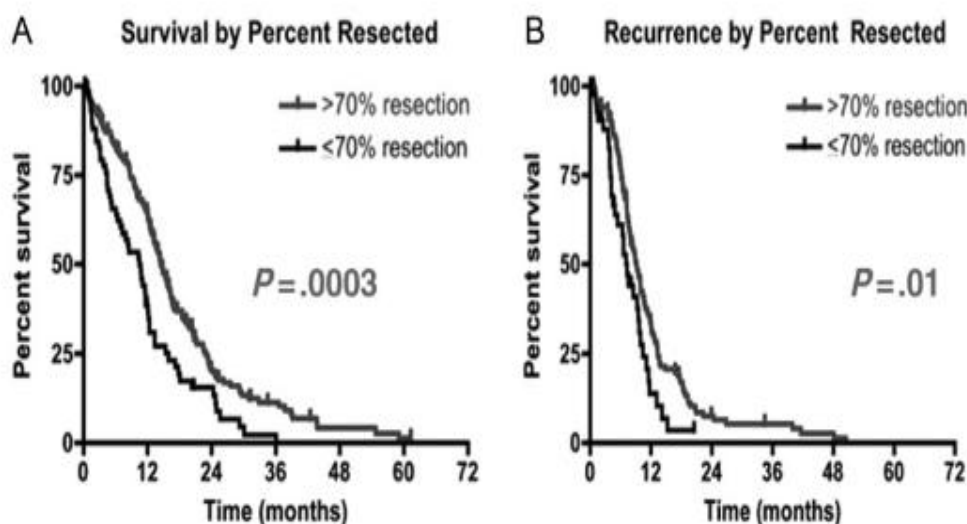 A Survival by Percent Resected
100
75
50
25
0
Percent survival
>70% resection
≤70% resection
P=.0003
0 12 24 36 48 60 72
Time (months)
B Recurrence by Percent Resected
100
75
50
25
0
Percent survival
>70% resection
≤70% resection
P=.01
0 12 24 36 48 60 72
Time (months)